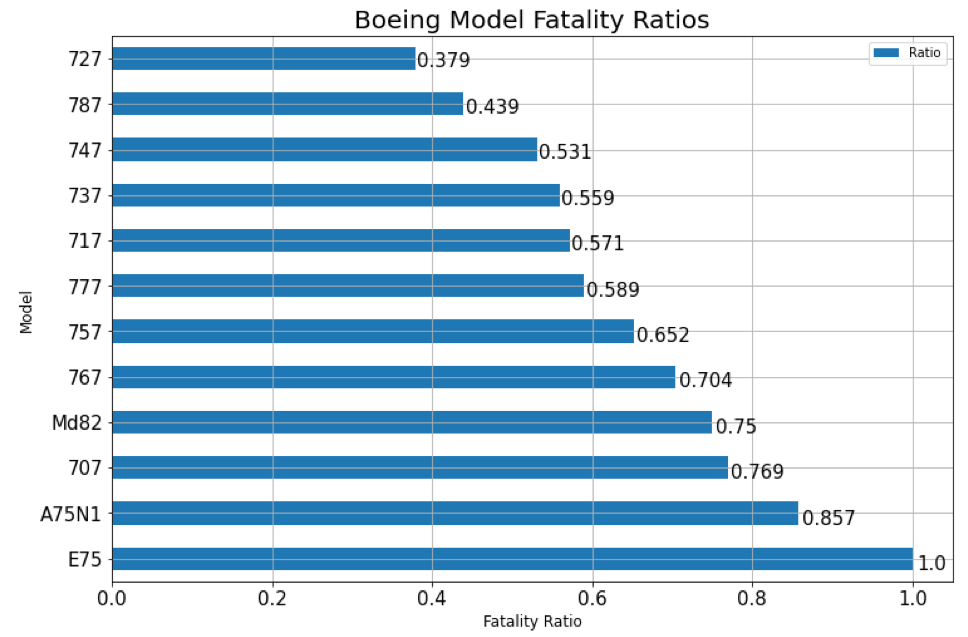 Boeing Model Fatality Ratios
Ratio
727 0.379
787 0.439
747 0.531
737 0.559
717 0.571
777 0.589
757 0.652
767 0.704
Md82 0.75
707 0.769
A75N1 0.857
E75 1.0
0.0 0.2 0.4 0.6 0.8 1.0
Fatality Ratio
Model